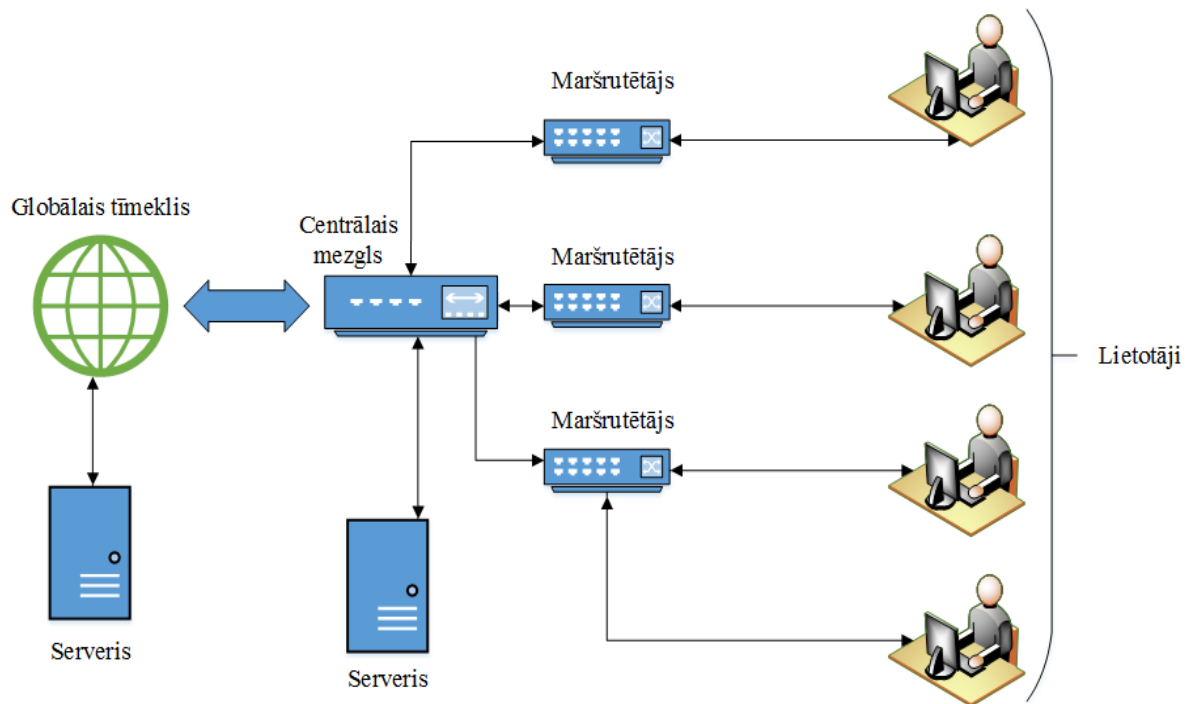 Maršrutētājs
Globālais tīmeklis
Centrālais
mezgls
Maršrutētājs
Lietotāji
Maršrutētājs
Serveris
Serveris